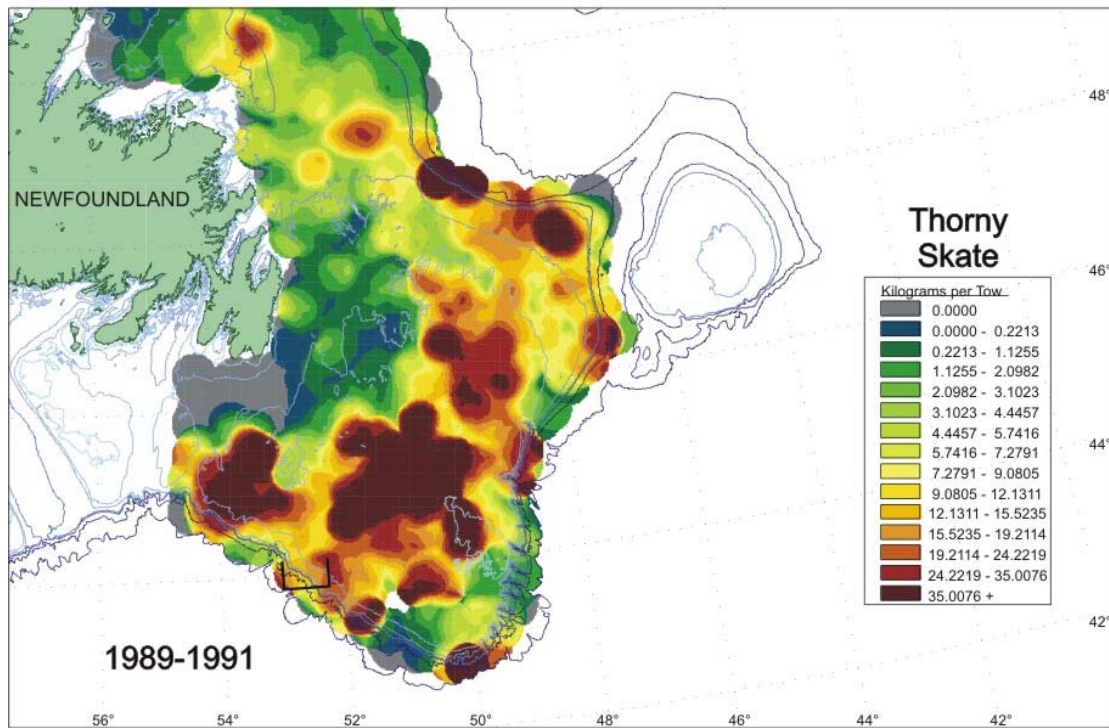 48°
NEWFOUNDLAND
Thorny
Skate
46°
Kilograms per Tow
0.0000
0.0000 - 0.2213
0.2213 - 1.1255
1.1255 - 2.0982
2.0982 - 3.1023
3.1023 - 4.4457
4.4457 - 5.7416
5.7416 - 7.2791
7.2791 - 9.0805
9.0805 - 12.1311
12.1311 - 15.5235
15.5235 - 19.2114
19.2114 - 24.2219
24.2219 - 35.0076
35.0076 +
44°
42°
1989-1991
56° 54° 52° 50° 48° 46° 44° 42°